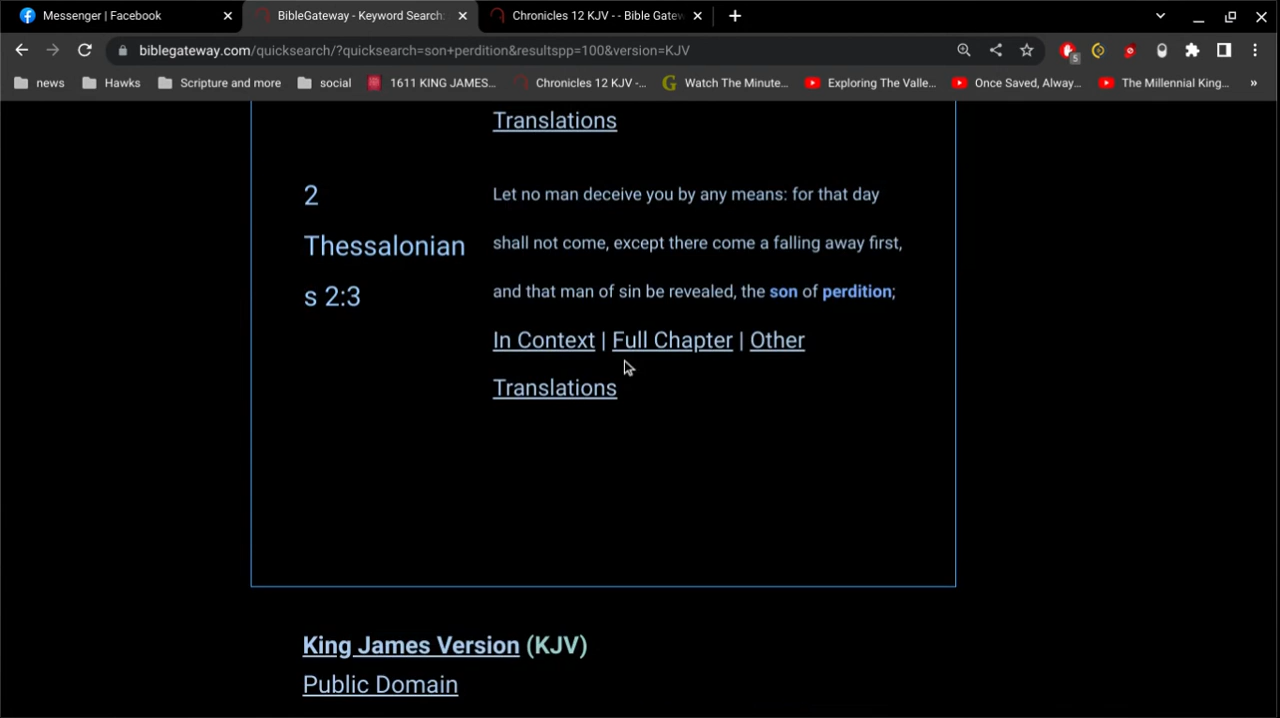 Messenger | Facebook
BibleGateway - Keyword Search:
Chronicles 12 KJV - - Bible Gatew
biblegateway.com/quicksearch/?quicksearch=son+perdition&resultspp=100&version=KJV
5
news
Hawks
Scripture and more
social
1611 KING JAMES...
Chronicles 12 KJV -...
Watch The Minute...
Exploring The Valle...
Once Saved, Alway...
The Millennial King...
»
Translations
2
Thessalonian
s 2:3
Let no man deceive you by any means: for that day
shall not come, except there come a falling away first,
and that man of sin be revealed, the son of perdition;
In Context | Full Chapter | Other
Translations
King James Version (KJV)
Public Domain